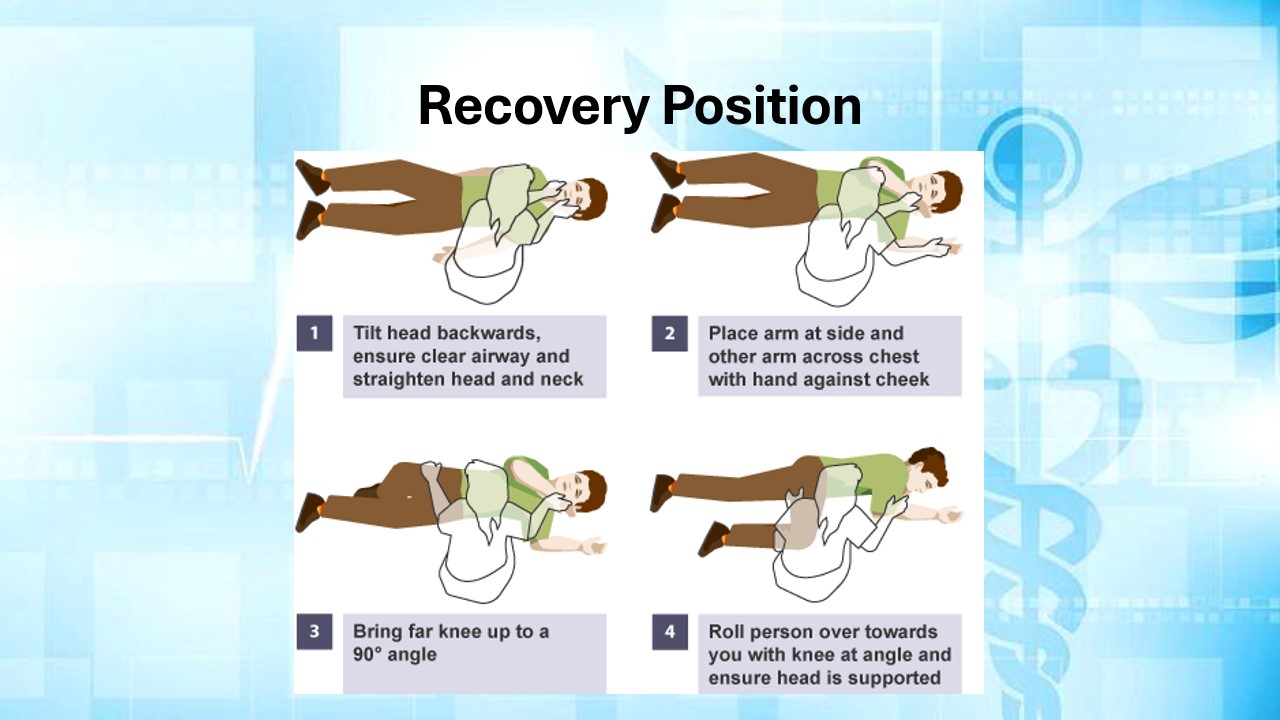 Recovery Position
1
Tilt head backwards,
ensure clear airway and
straighten head and neck
2
Place arm at side and
other arm across chest
with hand against cheek
3
Bring far knee up to a
90° angle
4
Roll person over towards
you with knee at angle and
ensure head is supported